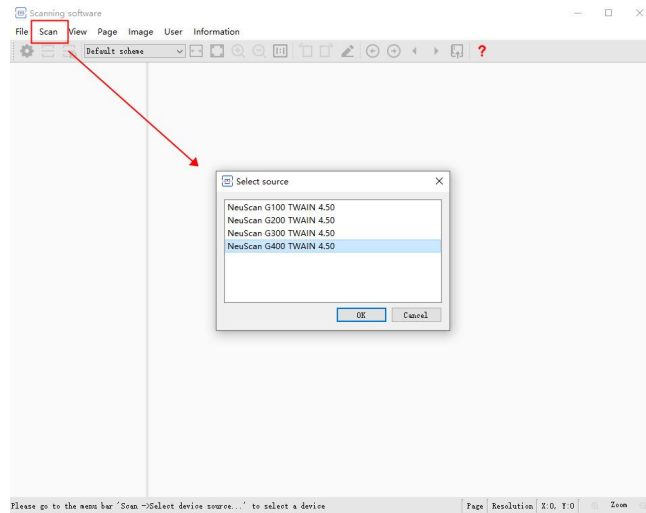 Scanning software
File Scan View Page Image User Information
Default scheme
?
Select source
NeuScan G100 TWAIN 4.50
NeuScan G200 TWAIN 4.50
NeuScan G300 TWAIN 4.50
NeuScan G400 TWAIN 4.50
OK Cancel
Please go to the menu bar 'Scan ->Select device source...' to select a device Page Resolution X:0, Y:0 Zoom